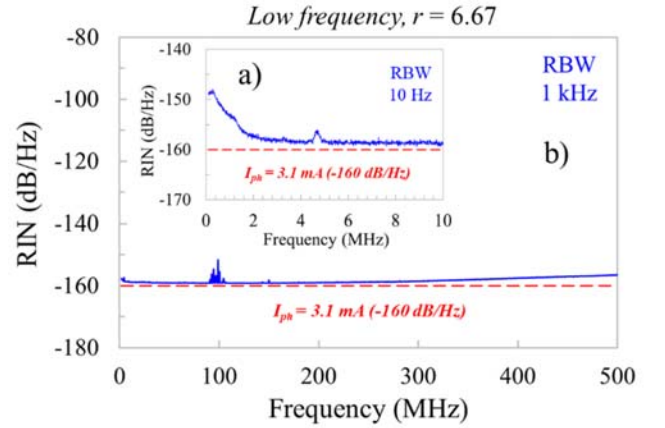 Low frequency, r = 6.67
-80
-100
-120
-140
-160
-180
RIN (dB/Hz)
0
100
200
300
400
500
Frequency (MHz)
RBW
1 kHz
b)
I_ph = 3.1 mA (-160 dB/Hz)
-140
-150
-160
-170
RIN (dB/Hz)
0
2
4
6
8
10
Frequency (MHz)
a)
RBW
10 Hz
I_ph = 3.1 mA (-160 dB/Hz)